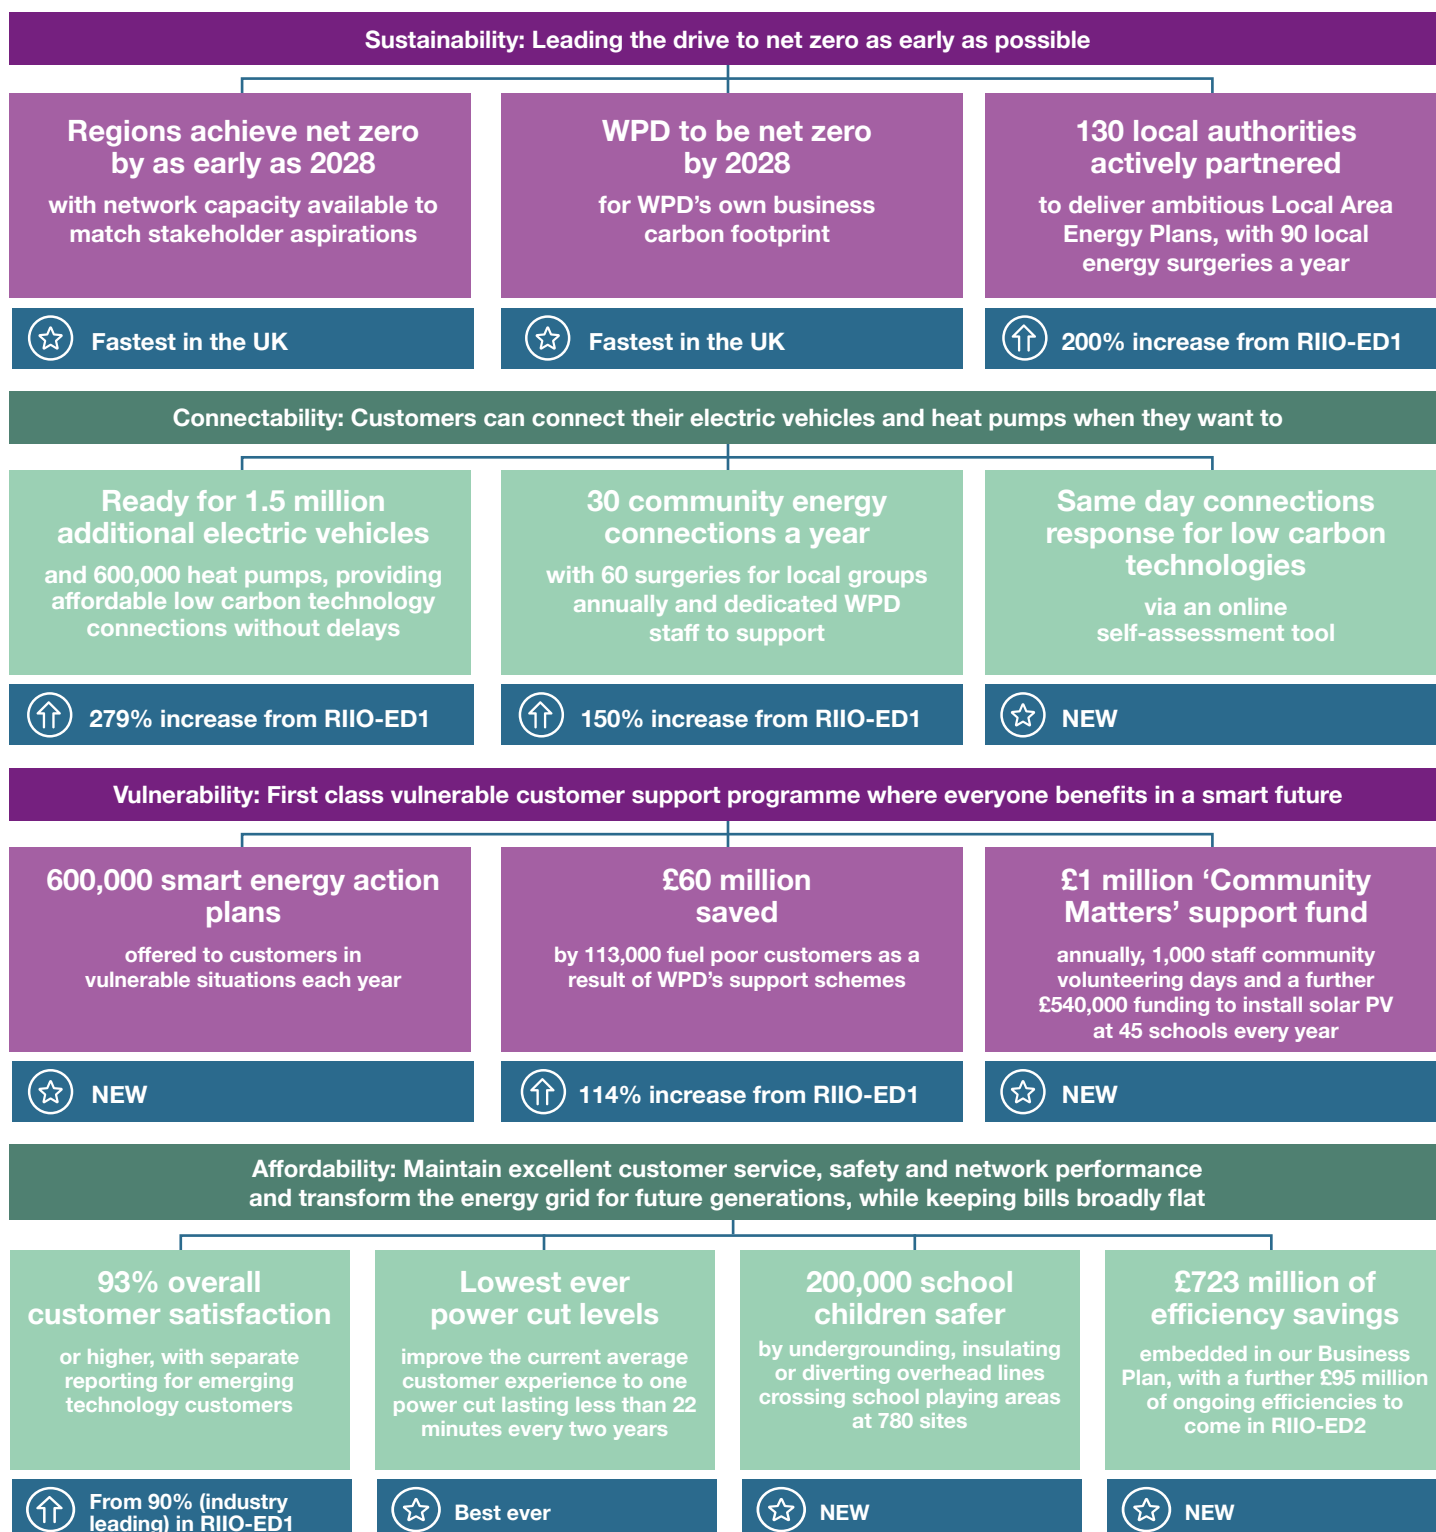 Sustainability: Leading the drive to net zero as early as possible
Regions achieve net zero
by as early as 2028
with network capacity available to
match stakeholder aspirations
Fastest in the UK
WPD to be net zero
by 2028
for WPD's own business
carbon footprint
Fastest in the UK
130 local authorities
actively partnered
to deliver ambitious Local Area
Energy Plans, with 90 local
energy surgeries a year
200% increase from RIIO-ED1
Connectability: Customers can connect their electric vehicles and heat pumps when they want to
Ready for 1.5 million
additional electric vehicles
and 600,000 heat pumps, providing
affordable low carbon technology
connections without delays
279% increase from RIIO-ED1
30 community energy
connections a year
with 60 surgeries for local groups
annually and dedicated WPD
staff to support
150% increase from RIIO-ED1
Same day connections
response for low carbon
technologies
via an online
self-assessment tool
NEW
Vulnerability: First class vulnerable customer support programme where everyone benefits in a smart future
600,000 smart energy action
plans
offered to customers in
vulnerable situations each year
NEW
£60 million
saved
by 113,000 fuel poor customers as a
result of WPD's support schemes
114% increase from RIIO-ED1
£1 million ‘Community
Matters’ support fund
annually, 1,000 staff community
volunteering days and a further
£540,000 funding to install solar PV
at 45 schools every year
NEW
Affordability: Maintain excellent customer service, safety and network performance
and transform the energy grid for future generations, while keeping bills broadly flat
93% overall
customer satisfaction
or higher, with separate
reporting for emerging
technology customers
From 90% (industry
leading) in RIIO-ED1
Lowest ever
power cut levels
improve the current average
customer experience to one
power cut lasting less than 22
minutes every two years
Best ever
200,000 school
children safer
by undergrounding, insulating
or diverting overhead lines
crossing school playing areas
at 780 sites
NEW
£723 million of
efficiency savings
embedded in our Business
Plan, with a further £95 million
of ongoing efficiencies to
come in RIIO-ED2
NEW